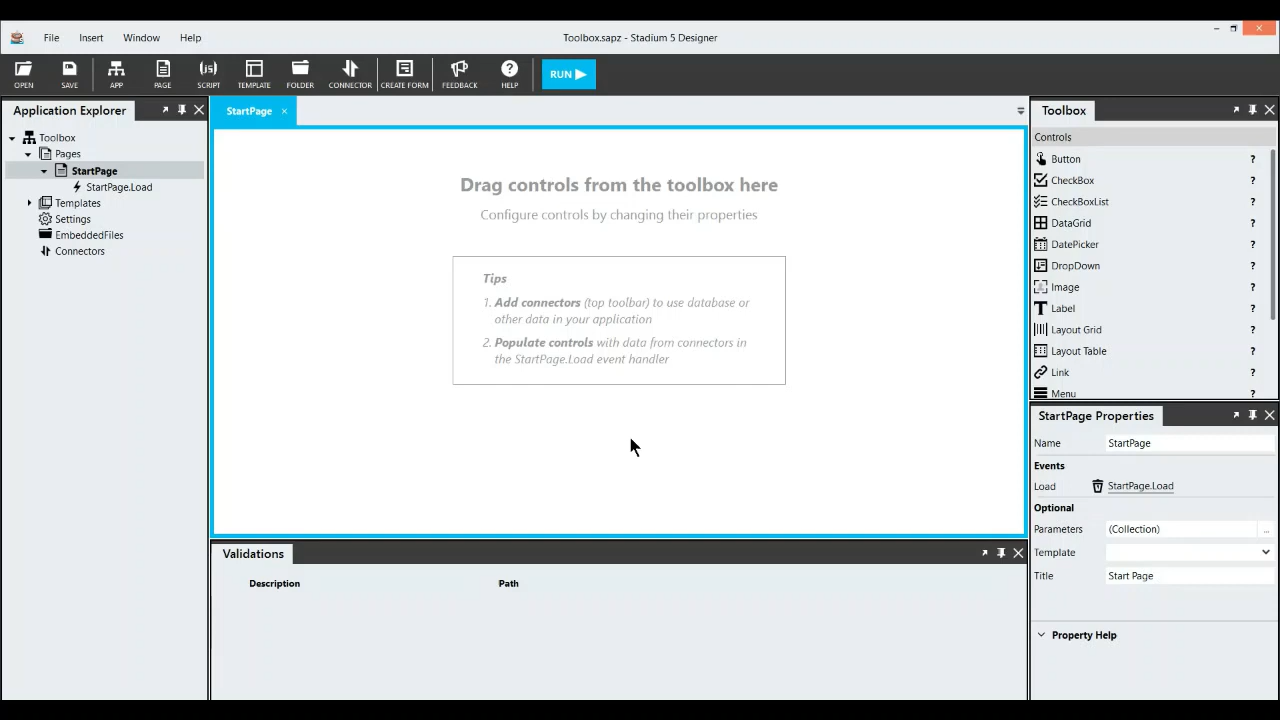 File Insert Window Help Toolbox.sapz - Stadium 5 Designer
OPEN SAVE APP PAGE SCRIPT TEMPLATE FOLDER CONNECTOR CREATE FORM FEEDBACK HELP RUN
Application Explorer
Toolbox
Pages
StartPage
StartPage.Load
Templates
Settings
EmbeddedFiles
Connectors
StartPage
Drag controls from the toolbox here
Configure controls by changing their properties
Tips
1. Add connectors (top toolbar) to use database or
other data in your application
2. Populate controls with data from connectors in
the StartPage.Load event handler
Validations
Description Path
Toolbox
Controls
Button ?
CheckBox ?
CheckBoxList ?
DataGrid ?
DatePicker ?
DropDown ?
Image ?
Label ?
Layout Grid ?
Layout Table ?
Link ?
Menu ?
StartPage Properties
Name StartPage
Events
Load StartPage.Load
Optional
Parameters (Collection) ...
Template
Title Start Page
Property Help